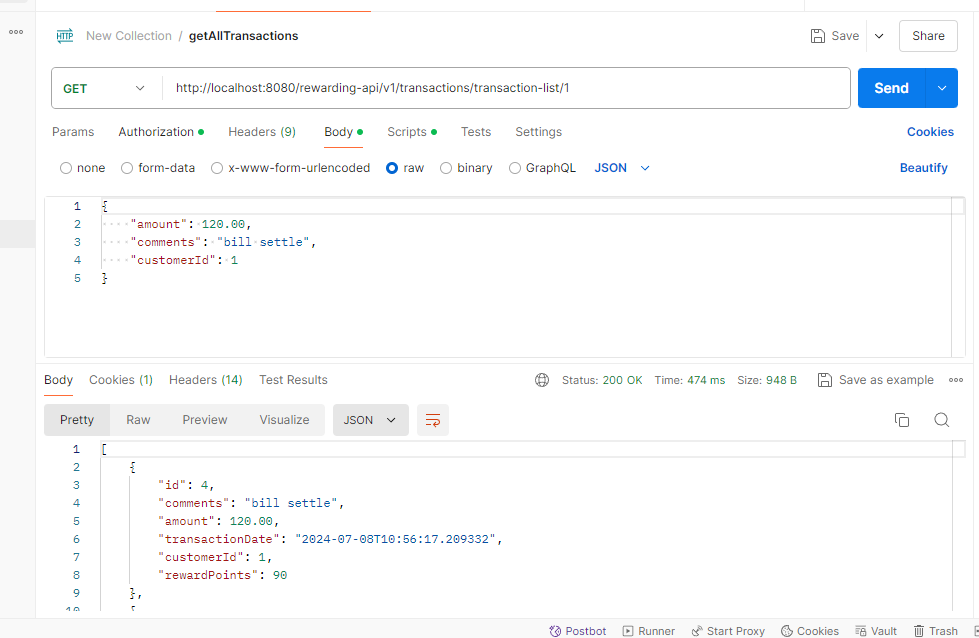 HTTP New Collection / getAllTransactions Save Share
GET http://localhost:8080/rewarding-api/v1/transactions/transaction-list/1 Send
Params Authorization Headers (9) Body Scripts Tests Settings Cookies
none form-data x-www-form-urlencoded raw binary GraphQL JSON Beautify
1 {
2 "amount": 120.00,
3 "comments": "bill settle",
4 "customerId": 1
5 }
Body Cookies (1) Headers (14) Test Results Status: 200 OK Time: 474 ms Size: 948 B Save as example
Pretty Raw Preview Visualize JSON
1 [
2 {
3 "id": 4,
4 "comments": "bill settle",
5 "amount": 120.00,
6 "transactionDate": "2024-07-08T10:56:17.209332",
7 "customerId": 1,
8 "rewardPoints": 90
9 },
10 {
Postbot Runner Start Proxy Cookies Vault Trash